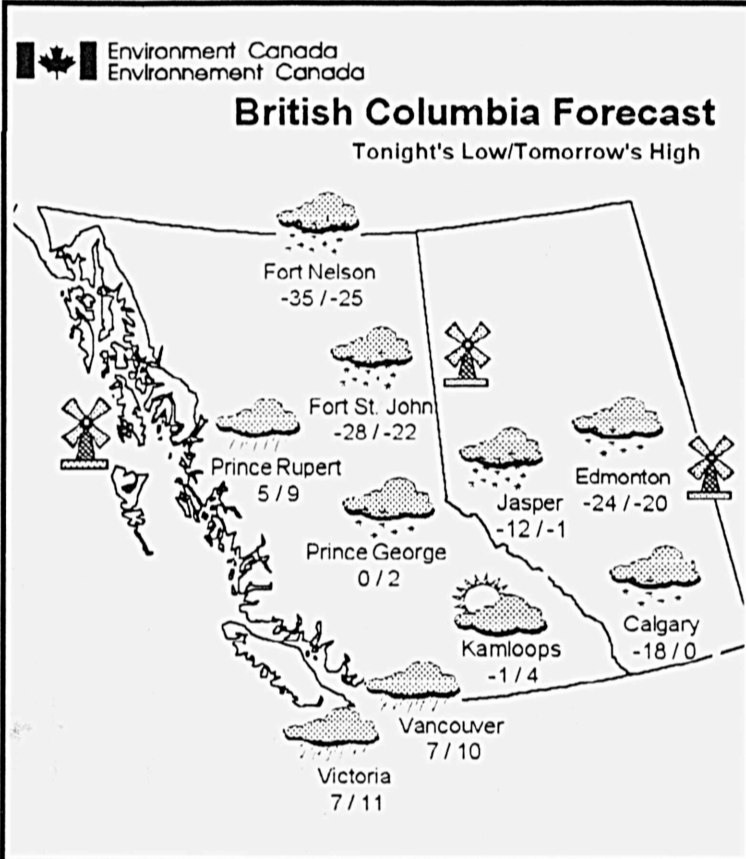 Environment Canada
Environnement Canada
British Columbia Forecast
Tonight's Low/Tomorrow's High
Fort Nelson
-35 / -25
Fort St. John
-28 / -22
Prince Rupert
5 / 9
Edmonton
-24 / -20
Jasper
-12 / -1
Prince George
0 / 2
Calgary
-18 / 0
Kamloops
-1 / 4
Vancouver
7 / 10
Victoria
7 / 11